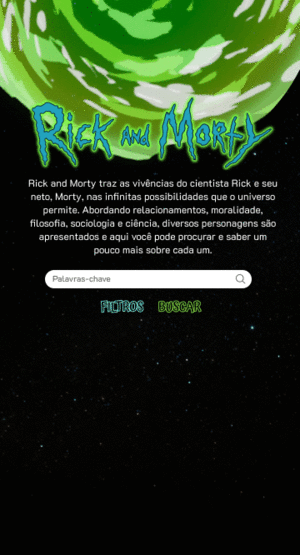 Rick AND Morty
Rick and Morty traz as vivências do cientista Rick e seu
neto, Morty, nas infinitas possibilidades que o universo
permite. Abordando relacionamentos, moralidade,
filosofia, sociologia e ciência, diversos personagens são
apresentados e aqui você pode procurar e saber um
pouco mais sobre cada um.
Palavras-chave
FILTROS BUSCAR